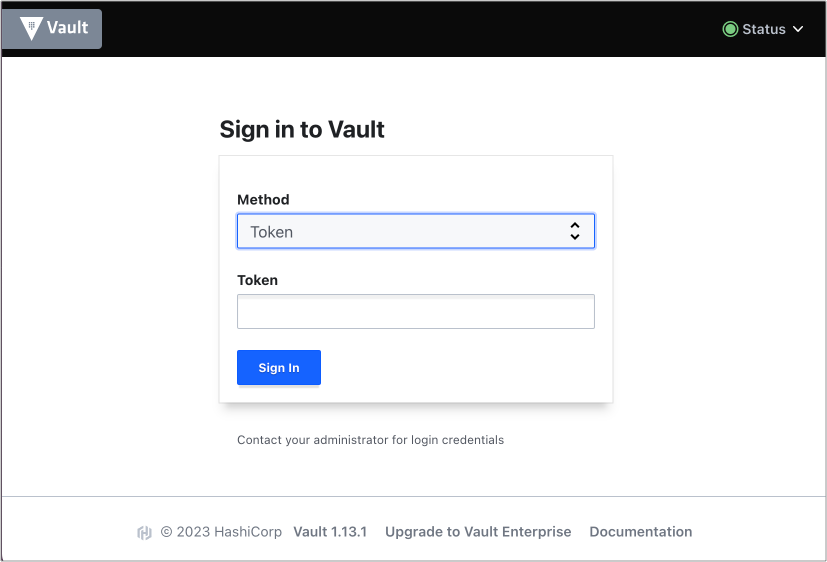 Vault
Status
Sign in to Vault
Method
Token
Token
Sign In
Contact your administrator for login credentials
© 2023 HashiCorp Vault 1.13.1 Upgrade to Vault Enterprise Documentation